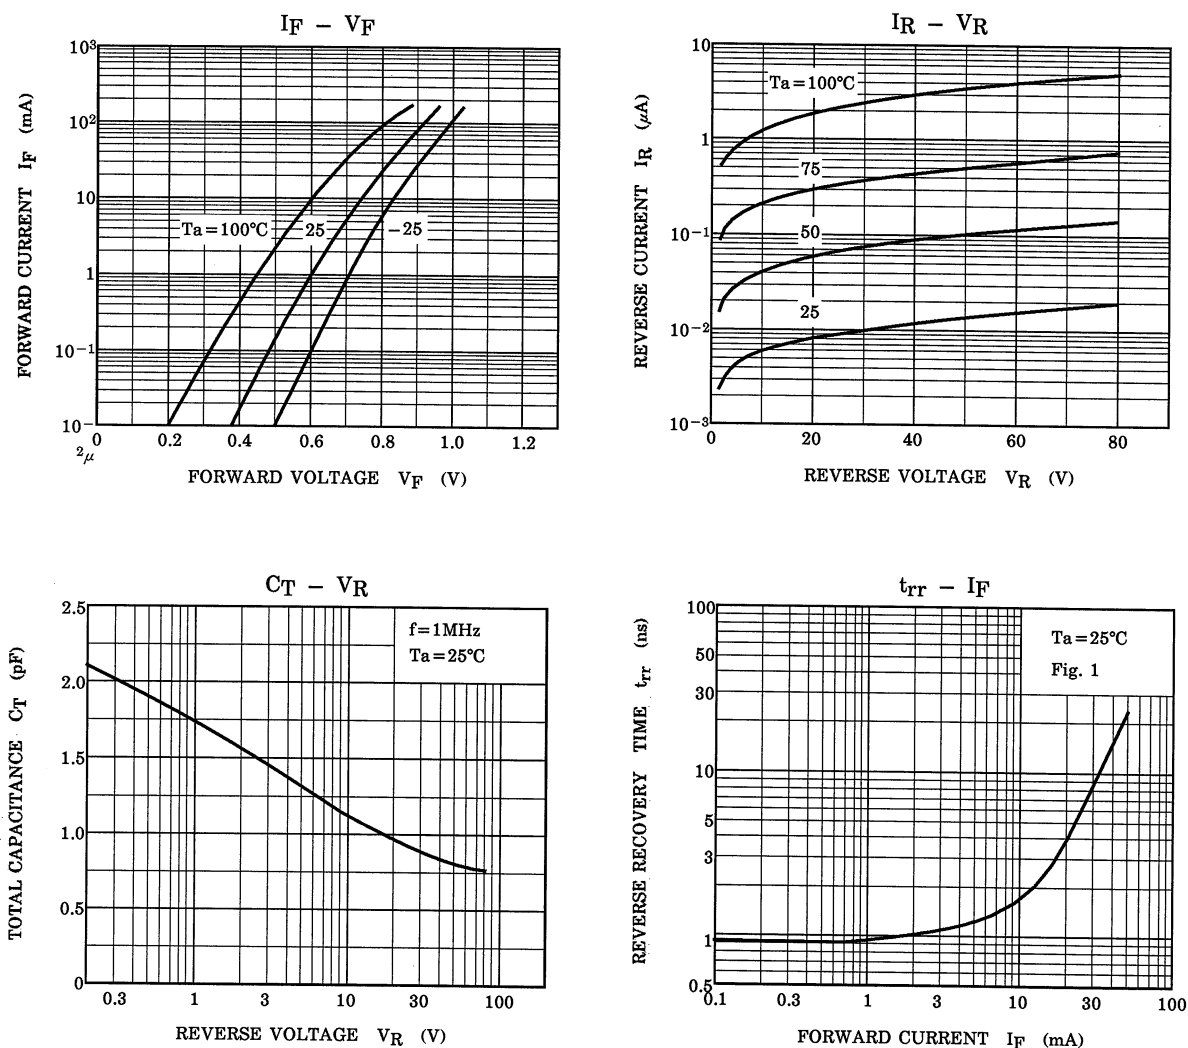 IF – VF
FORWARD CURRENT IF (mA)
10³
10²
10
1
10⁻¹
10⁻
Ta=100℃
25
−25
0
0.2
0.4
0.6
0.8
1.0
1.2
2μ
FORWARD VOLTAGE VF (V)
IR – VR
REVERSE CURRENT IR (μA)
10
1
10⁻¹
10⁻²
10⁻³
Ta=100℃
75
50
25
0
20
40
60
80
REVERSE VOLTAGE VR (V)
CT – VR
TOTAL CAPACITANCE CT (pF)
2.5
2.0
1.5
1.0
0.5
0
f=1MHz
Ta=25℃
0.3
1
3
10
30
100
REVERSE VOLTAGE VR (V)
trr – IF
REVERSE RECOVERY TIME trr (ns)
100
50
30
10
5
3
1
0.5
Ta=25℃
Fig. 1
0.1
0.3
1
3
10
30
100
FORWARD CURRENT IF (mA)